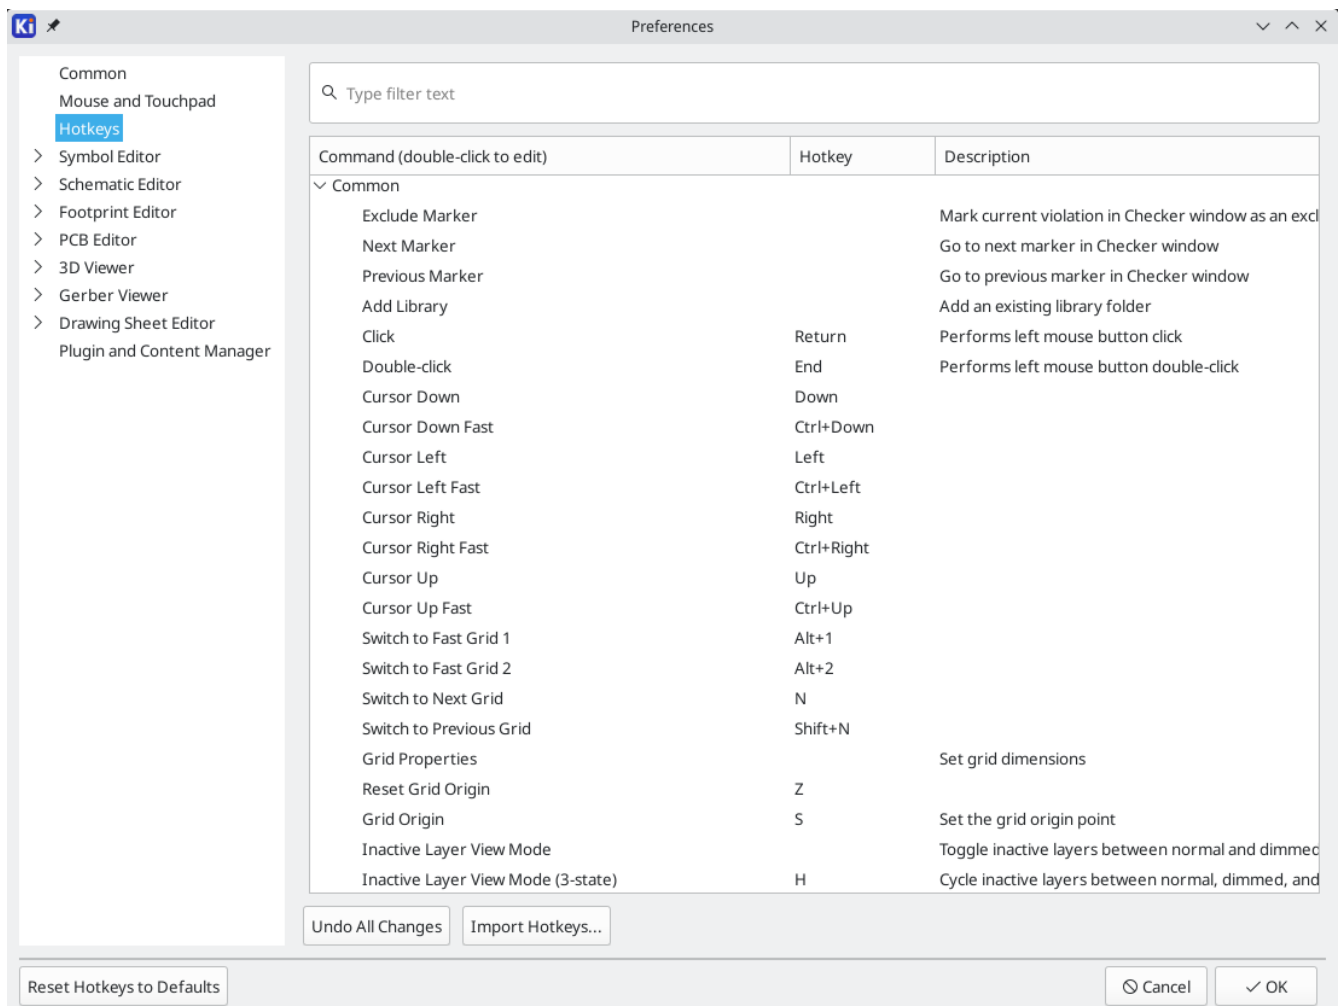 Ki Preferences
Common
Mouse and Touchpad
Hotkeys
Symbol Editor
Schematic Editor
Footprint Editor
PCB Editor
3D Viewer
Gerber Viewer
Drawing Sheet Editor
Plugin and Content Manager
Type filter text
Command (double-click to edit) Hotkey Description
Common
Exclude Marker Mark current violation in Checker window as an excl
Next Marker Go to next marker in Checker window
Previous Marker Go to previous marker in Checker window
Add Library Add an existing library folder
Click Return Performs left mouse button click
Double-click End Performs left mouse button double-click
Cursor Down Down
Cursor Down Fast Ctrl+Down
Cursor Left Left
Cursor Left Fast Ctrl+Left
Cursor Right Right
Cursor Right Fast Ctrl+Right
Cursor Up Up
Cursor Up Fast Ctrl+Up
Switch to Fast Grid 1 Alt+1
Switch to Fast Grid 2 Alt+2
Switch to Next Grid N
Switch to Previous Grid Shift+N
Grid Properties Set grid dimensions
Reset Grid Origin Z
Grid Origin S Set the grid origin point
Inactive Layer View Mode Toggle inactive layers between normal and dimmed
Inactive Layer View Mode (3-state) H Cycle inactive layers between normal, dimmed, and
Undo All Changes Import Hotkeys...
Reset Hotkeys to Defaults Cancel OK